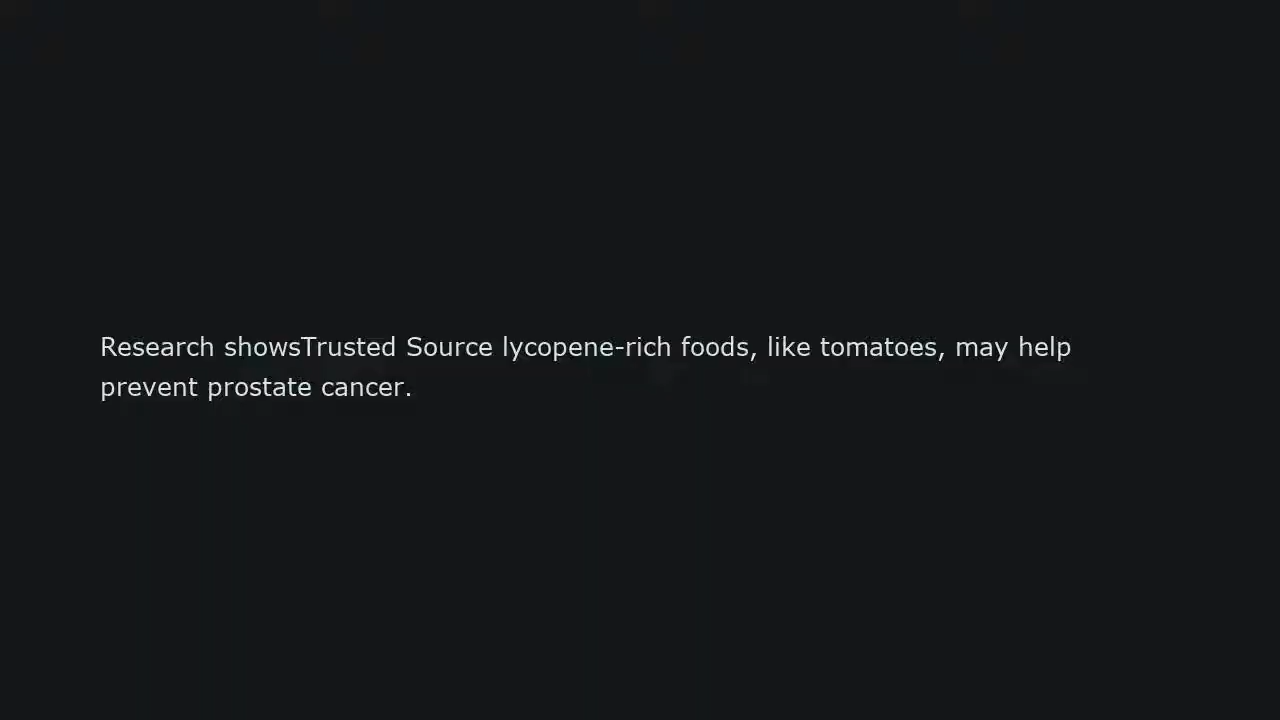 Research showsTrusted Source lycopene-rich foods, like tomatoes, may help
prevent prostate cancer.